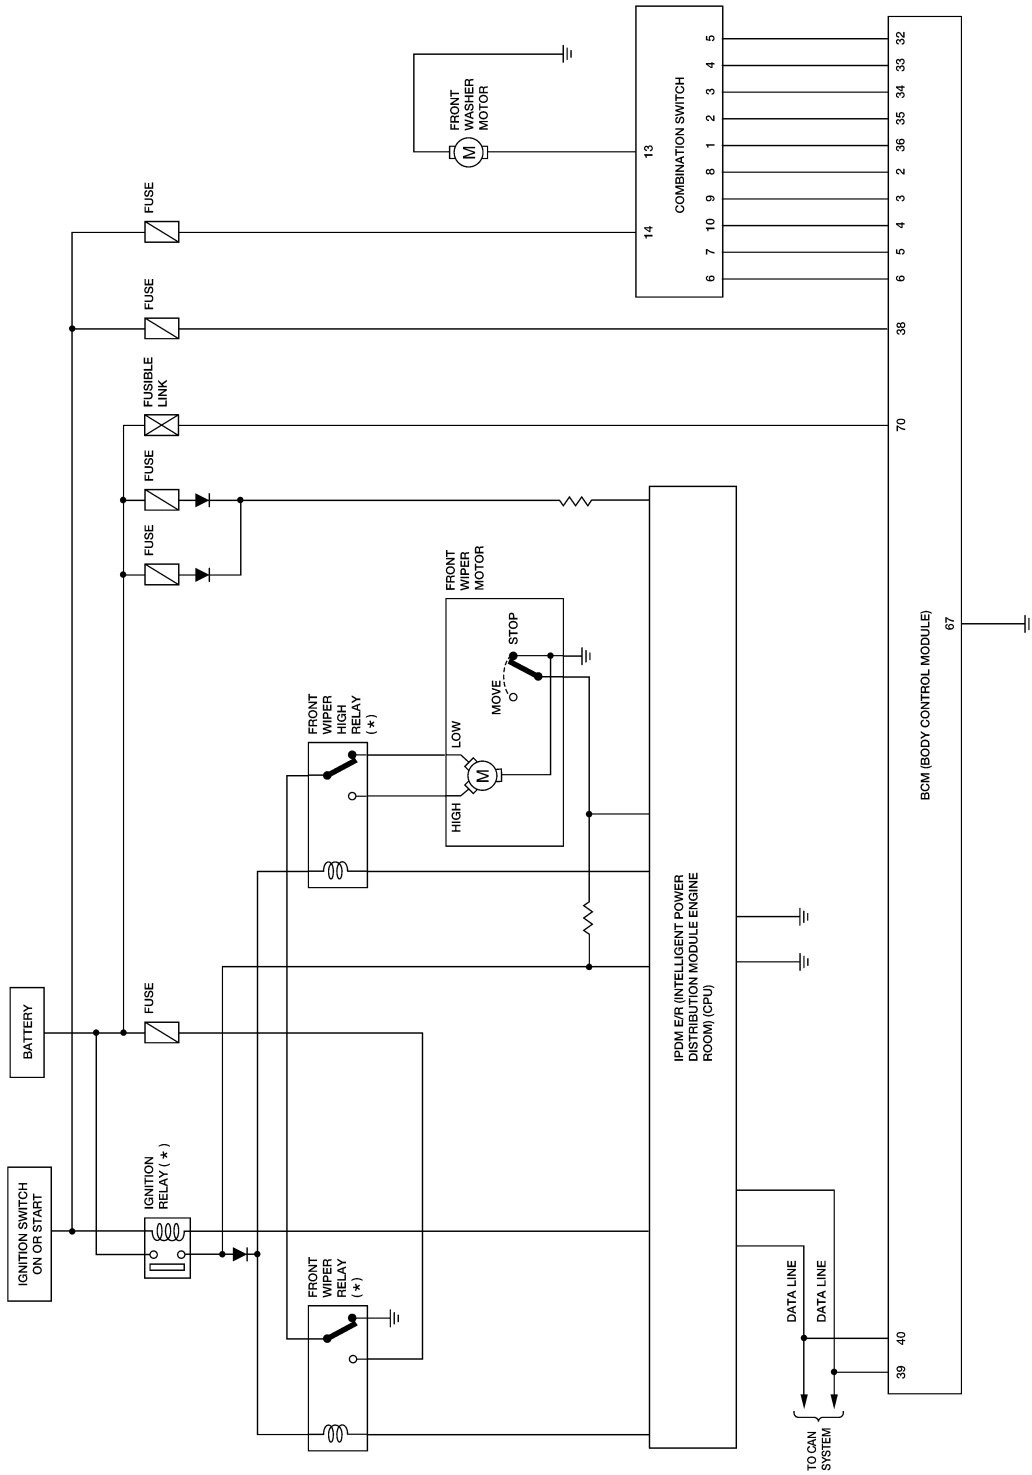 IGNITION SWITCH
ON OR START
BATTERY
IGNITION
RELAY (*)
FUSE
FUSE
FUSE
FUSIBLE
LINK
FUSE
FUSE
FRONT
WIPER
RELAY
(*)
FRONT
WIPER
HIGH
RELAY
(*)
FRONT
WIPER
MOTOR
HIGH
LOW
M
MOVE
STOP
FRONT
WASHER
MOTOR
M
14
13
COMBINATION SWITCH
6
7
10
9
8
1
2
3
4
5
IPDM E/R (INTELLIGENT POWER
DISTRIBUTION MODULE ENGINE
ROOM) (CPU)
DATA LINE
DATA LINE
TO CAN
SYSTEM
39
40
70
38
6
5
4
3
2
36
35
34
33
32
BCM (BODY CONTROL MODULE)
67